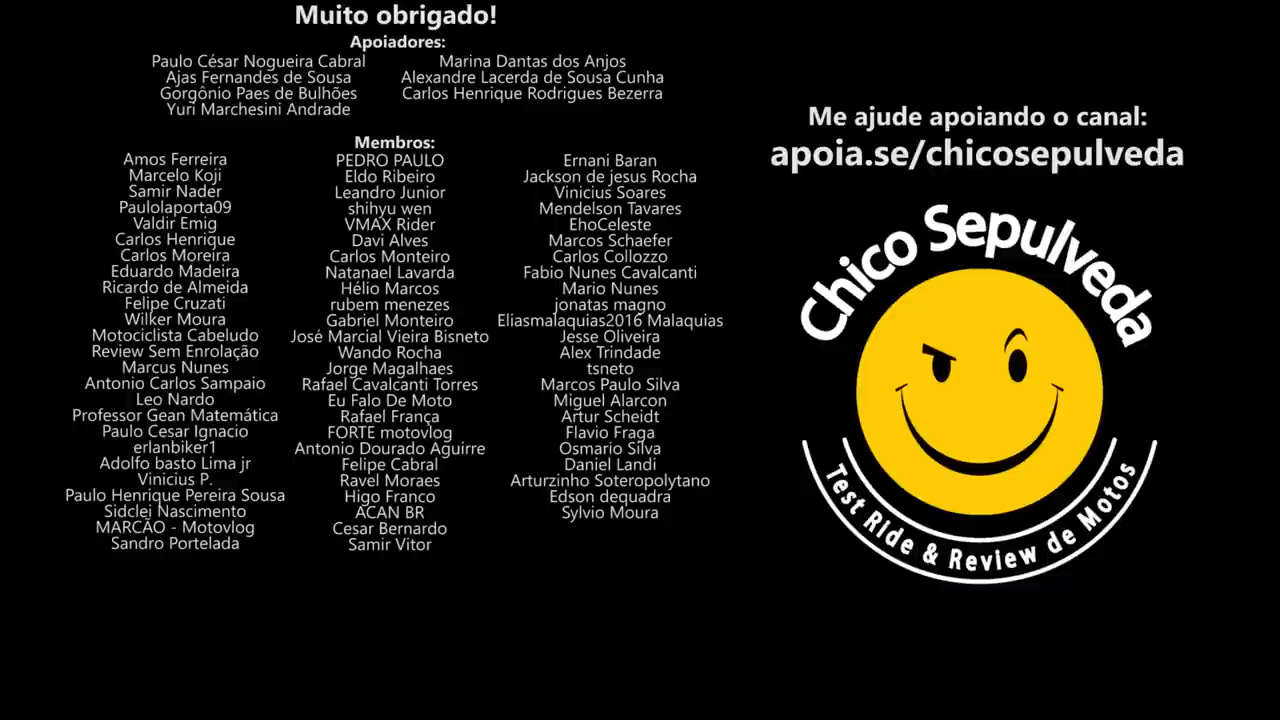 Muito obrigado!
Apoiadores:
Paulo César Nogueira Cabral
Ajas Fernandes de Sousa
Gorgônio Paes de Bulhões
Yuri Marchesini Andrade
Marina Dantas dos Anjos
Alexandre Lacerda de Sousa Cunha
Carlos Henrique Rodrigues Bezerra
Membros:
Amos Ferreira
Marcelo Koji
Samir Nader
Paulolaporta09
Valdir Emig
Carlos Henrique
Carlos Moreira
Eduardo Madeira
Ricardo de Almeida
Felipe Cruzati
Wilker Moura
Motociclista Cabeludo
Review Sem Enrolação
Marcus Nunes
Antonio Carlos Sampaio
Leo Nardo
Professor Gean Matemática
Paulo Cesar Ignacio
erlanbiker1
Adolfo basto Lima jr
Vinicius P.
Paulo Henrique Pereira Sousa
Sidclei Nascimento
MARCÃO - Motovlog
Sandro Portelada
PEDRO PAULO
Eldo Ribeiro
Leandro Junior
shihyu wen
VMAX Rider
Davi Alves
Carlos Monteiro
Natanael Lavarda
Hélio Marcos
rubem menezes
Gabriel Monteiro
José Marcial Vieira Bisneto
Wando Rocha
Jorge Magalhaes
Rafael Cavalcanti Torres
Eu Falo De Moto
Rafael França
FORTE motovlog
Antonio Dourado Aguirre
Felipe Cabral
Ravel Moraes
Higo Franco
ACAN BR
Cesar Bernardo
Samir Vitor
Ernani Baran
Jackson de jesus Rocha
Vinicius Soares
Mendelson Tavares
EhoCeleste
Marcos Schaefer
Carlos Collozzo
Fabio Nunes Cavalcanti
Mario Nunes
jonatas magno
Eliasmalaquias2016 Malaquias
Jesse Oliveira
Alex Trindade
tsneto
Marcos Paulo Silva
Miguel Alarcon
Artur Scheidt
Flavio Fraga
Osmario Silva
Daniel Landi
Arturzinho Soteropolytano
Edson dequadra
Sylvio Moura
Me ajude apoiando o canal:
apoia.se/chicosepulveda
Chico Sepulveda
Test Ride & Review de Motos